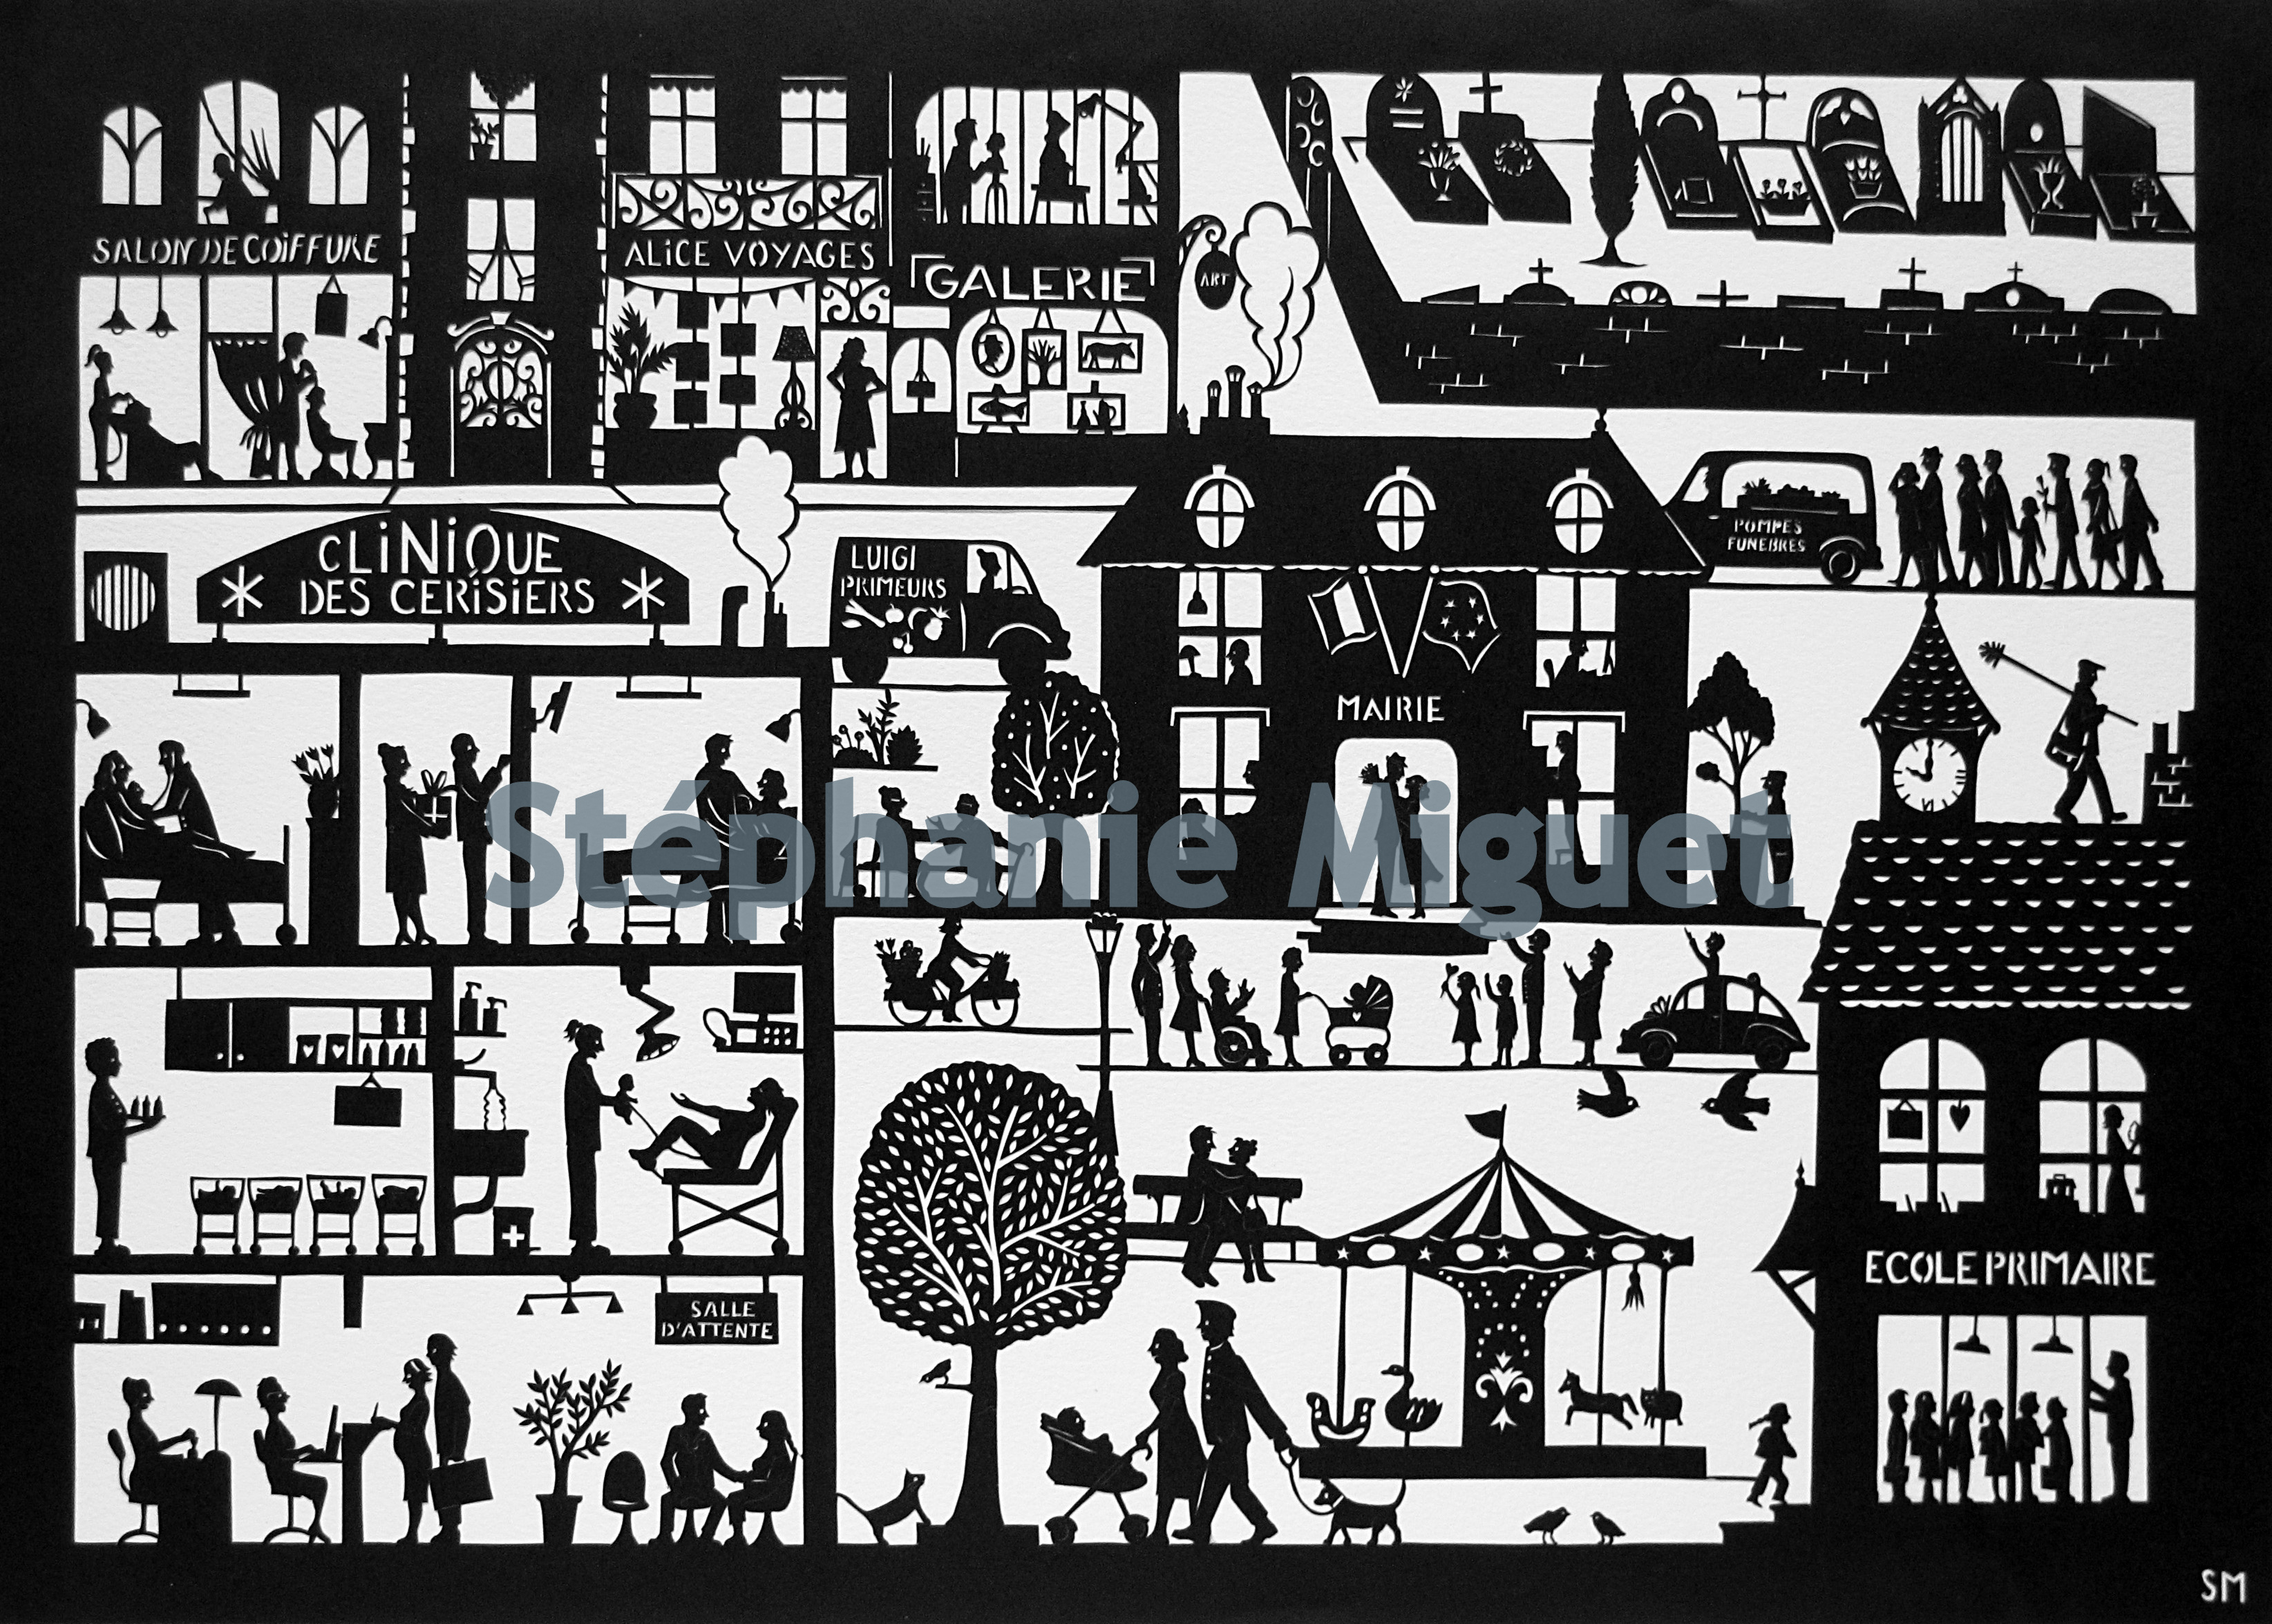 SALON DE COIFFURE
ALICE VOYAGES
GALERIE
ART
CLINIQUE
DES CERISIERS
LUIGI
PRIMEURS
POMPES
FUNEBRES
MAIRIE
Stéphanie Miguet
ECOLE PRIMAIRE
SALLE
D'ATTENTE
SM